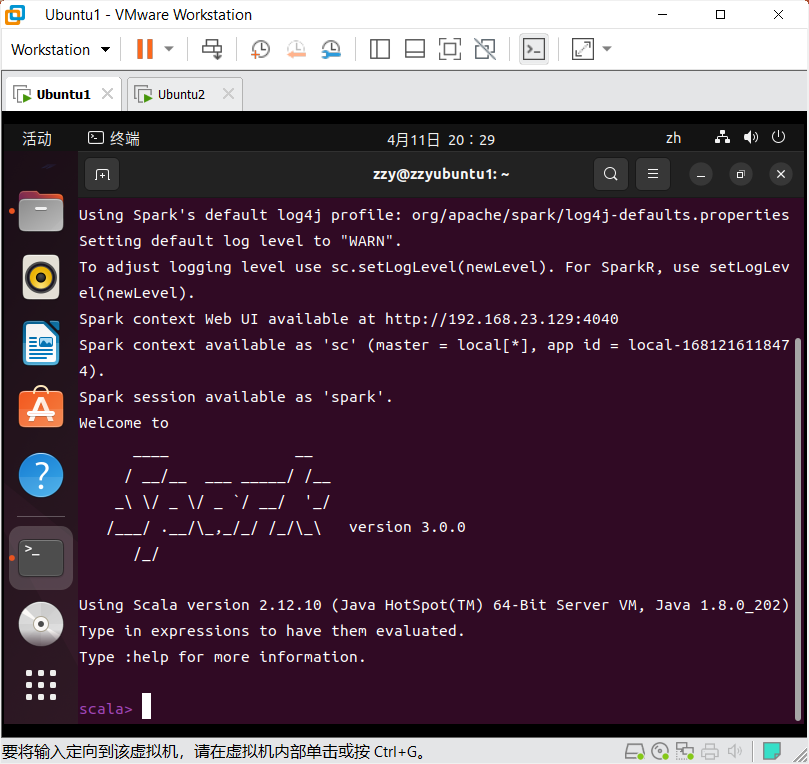 Ubuntu1 - VMware Workstation
Workstation
Ubuntu1 Ubuntu2
活动 终端 4月11日 20：29 zh
zzy@zzyubuntu1: ~
Using Spark's default log4j profile: org/apache/spark/log4j-defaults.properties
Setting default log level to "WARN".
To adjust logging level use sc.setLogLevel(newLevel). For SparkR, use setLogLev
el(newLevel).
Spark context Web UI available at http://192.168.23.129:4040
Spark context available as 'sc' (master = local[*], app id = local-168121611847
4).
Spark session available as 'spark'.
Welcome to
      ____              __
     / __/__  ___ _____/ /__
    _\ \/ _ \/ _ `/ __/  '_/
   /___/ .__/\_,_/_/ /_/\_\   version 3.0.0
      /_/
Using Scala version 2.12.10 (Java HotSpot(TM) 64-Bit Server VM, Java 1.8.0_202)
Type in expressions to have them evaluated.
Type :help for more information.
scala>
要将输入定向到该虚拟机，请在虚拟机内部单击或按 Ctrl+G。